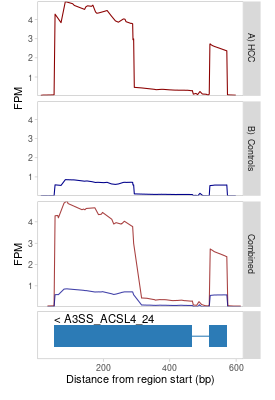 4
3
2
1
A) HCC
FPM
4
3
2
1
B) Controls
4
3
2
1
Combined
FPM
< A3SS_ACSL4_24
200 400 600
Distance from region start (bp)